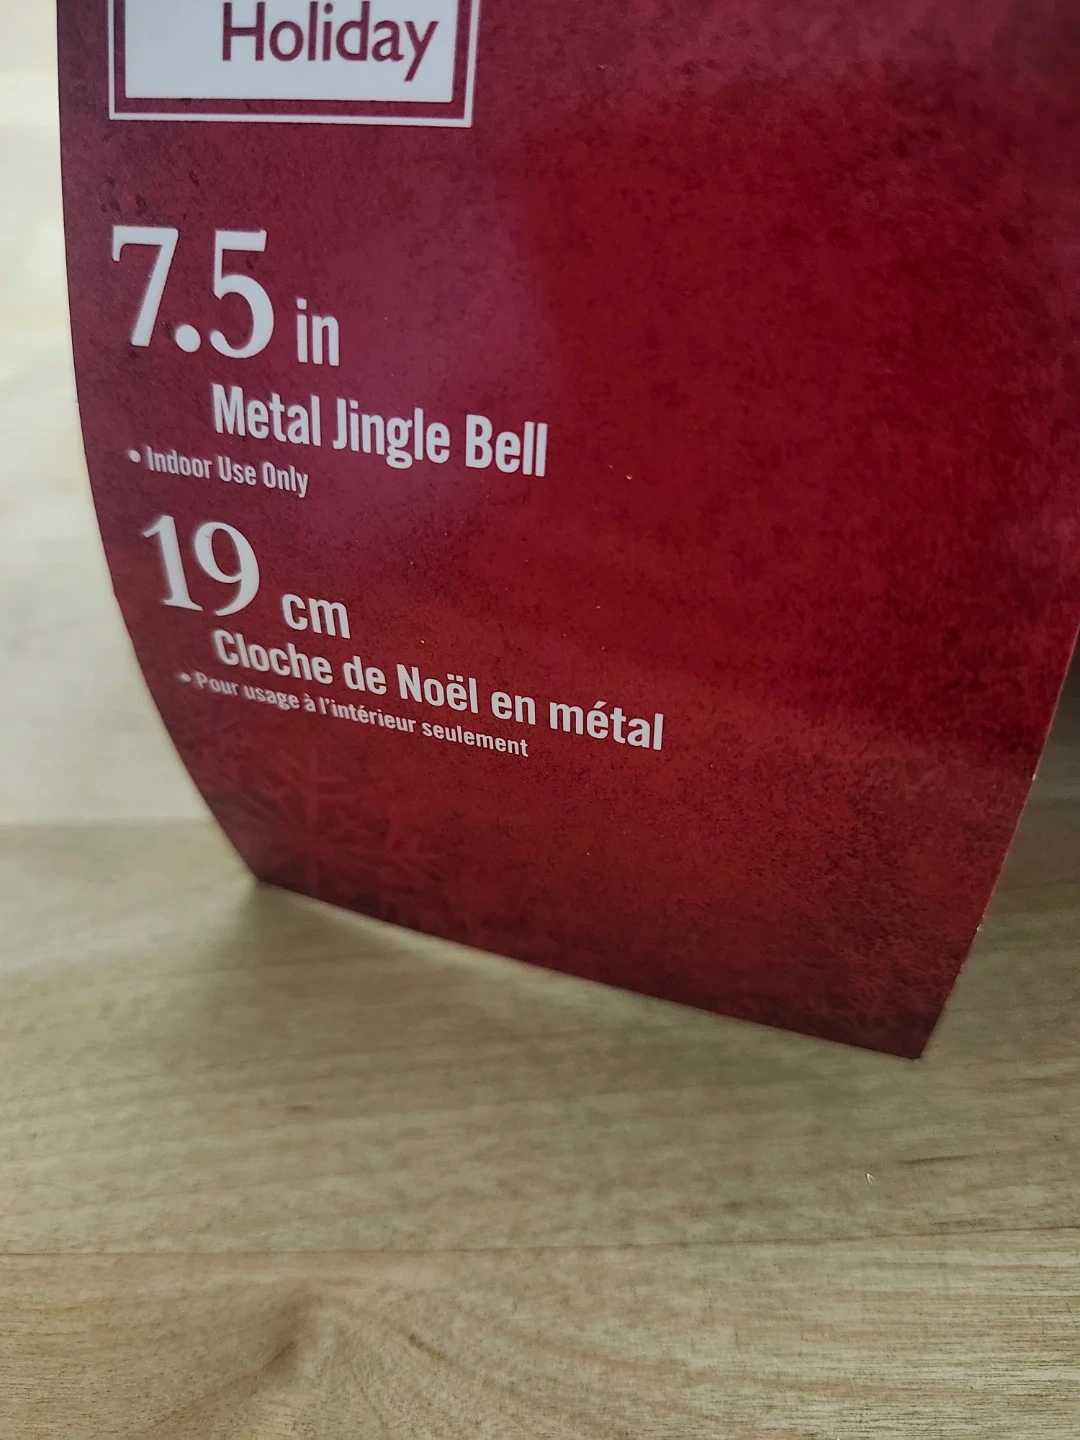 Holiday
7.5 in
Metal Jingle Bell
• Indoor Use Only
19 cm
Cloche de Noël en métal
• Pour usage à l'intérieur seulement